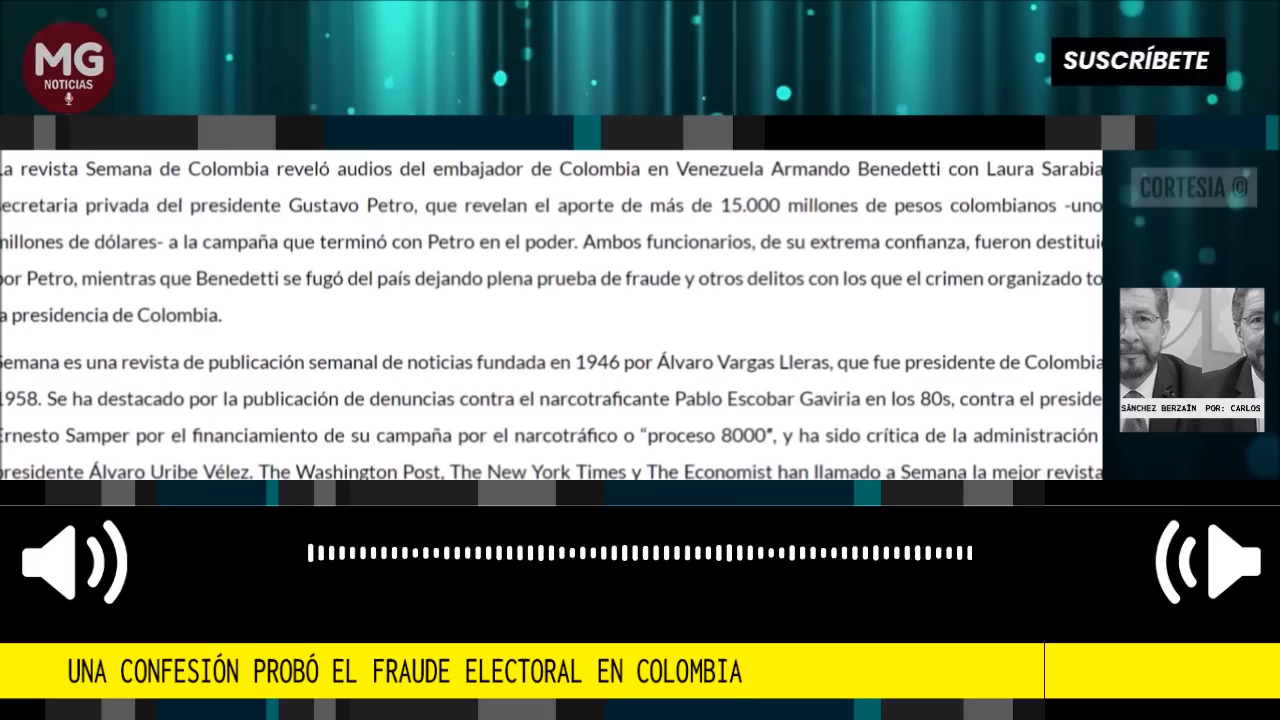 MG
NOTICIAS
SUSCRÍBETE
La revista Semana de Colombia reveló audios del embajador de Colombia en Venezuela Armando Benedetti con Laura Sarabia
secretaria privada del presidente Gustavo Petro, que revelan el aporte de más de 15.000 millones de pesos colombianos -uno
millones de dólares- a la campaña que terminó con Petro en el poder. Ambos funcionarios, de su extrema confianza, fueron destitui
por Petro, mientras que Benedetti se fugó del país dejando plena prueba de fraude y otros delitos con los que el crimen organizado to
la presidencia de Colombia.
Semana es una revista de publicación semanal de noticias fundada en 1946 por Álvaro Vargas Lleras, que fue presidente de Colombia
1958. Se ha destacado por la publicación de denuncias contra el narcotraficante Pablo Escobar Gaviria en los 80s, contra el preside
Ernesto Samper por el financiamiento de su campaña por el narcotráfico o “proceso 8000”, y ha sido crítica de la administración
presidente Álvaro Uribe Vélez. The Washington Post, The New York Times y The Economist han llamado a Semana la mejor revista
CORTESIA ©
SÁNCHEZ BERZAÍN POR: CARLOS
UNA CONFESIÓN PROBÓ EL FRAUDE ELECTORAL EN COLOMBIA